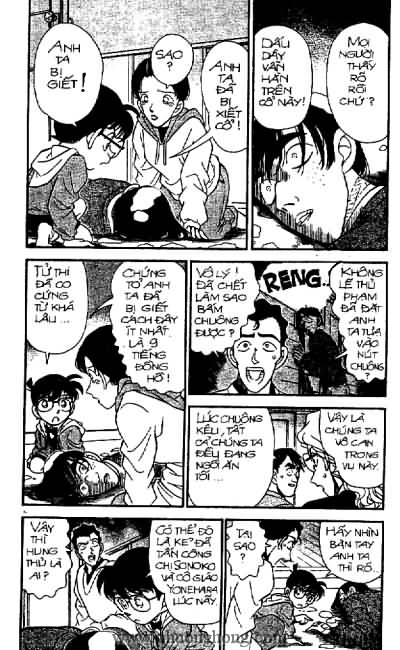 MỌI
NGƯỜI
THẤY
RÕ
RỒI
CHỨ?
DẤU
DÂY
VẪN
HẰN
TRÊN
CỔ NÀY!
ANH
TA
ĐÃ
BỊ
XIẾT
CỔ!
SAO?
ANH
TA
BỊ
GIẾT!
KHÔNG
LẼ THỦ
PHẠM
ĐÃ ĐẶT
ANH
TA TỰA
VÀO
NÚT
CHUÔNG
?
RENG...
VÔ LÝ!
ĐÃ CHẾT
LÀM SAO
BẤM
CHUÔNG
ĐƯỢC?
VẬY LÀ
CHÚNG TA
VÔ CAN
TRONG
VỤ NÀY.
LÚC CHUÔNG
KÊU, TẤT
CẢ CHÚNG TA
ĐỀU ĐANG
NGỒI ĂN
TỐI...
CHỨNG
TỎ ANH
TA ĐÃ
BỊ GIẾT
CÁCH ĐÂY
ÍT NHẤT
LÀ 9
TIẾNG
ĐỒNG
HỒ!
TỬ THI
ĐÃ CO
CỨNG
TỪ KHÁ
LÂU...
HÃY NHÌN
BÀN TAY
ANH TA
THÌ RÕ...
TẠI
SAO?
CÓ THỂ ĐÓ
LÀ KẺ ĐÃ
TẤN CÔNG
CHỊ SONOKO
VÀ CÔ GIÁO
YONEHARA
LÚC NÃY
VẬY
THÌ
HUNG
THỦ LÀ
AI?